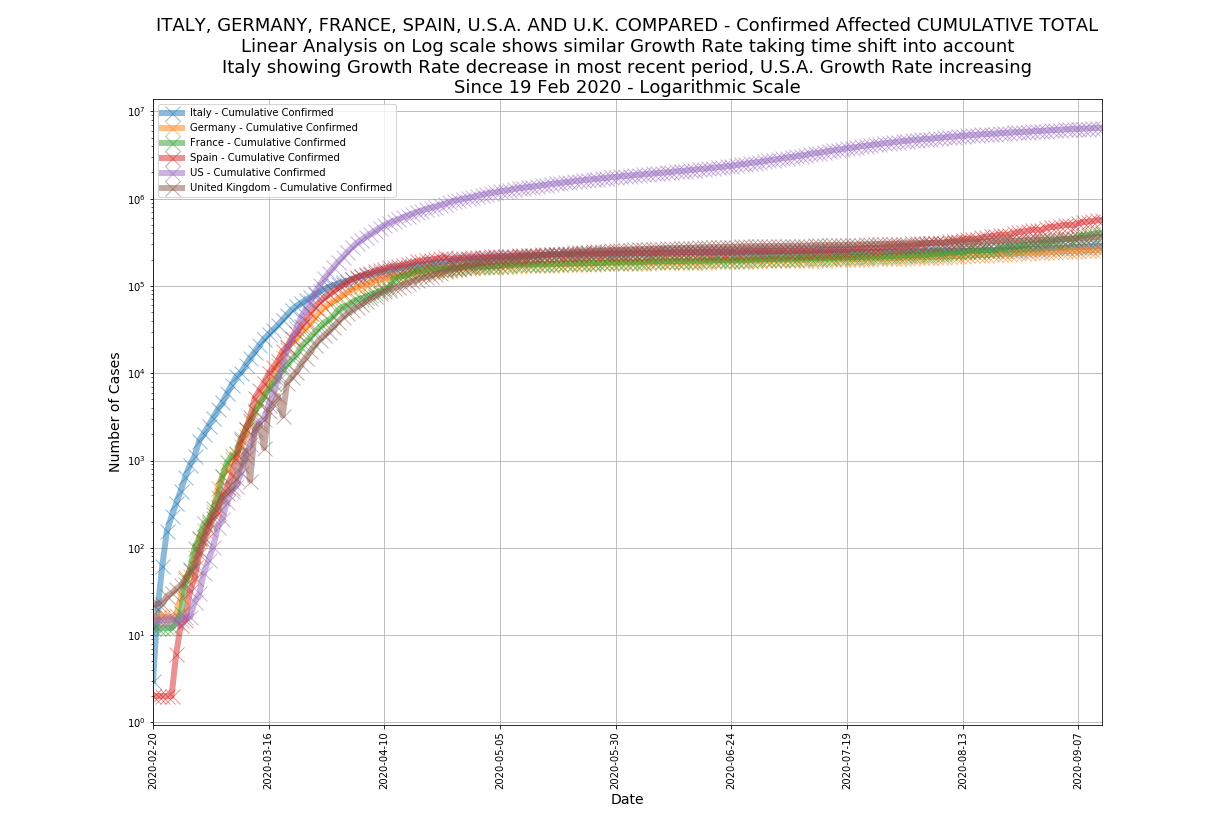 ITALY, GERMANY, FRANCE, SPAIN, U.S.A. AND U.K. COMPARED - Confirmed Affected CUMULATIVE TOTAL
Linear Analysis on Log scale shows similar Growth Rate taking time shift into account
Italy showing Growth Rate decrease in most recent period, U.S.A. Growth Rate increasing
Since 19 Feb 2020 - Logarithmic Scale
Italy - Cumulative Confirmed
Germany - Cumulative Confirmed
France - Cumulative Confirmed
Spain - Cumulative Confirmed
US - Cumulative Confirmed
United Kingdom - Cumulative Confirmed
Number of Cases
10⁷
10⁶
10⁵
10⁴
10³
10²
10¹
10⁰
2020-02-20
2020-03-16
2020-04-10
2020-05-05
2020-05-30
2020-06-24
2020-07-19
2020-08-13
2020-09-07
Date